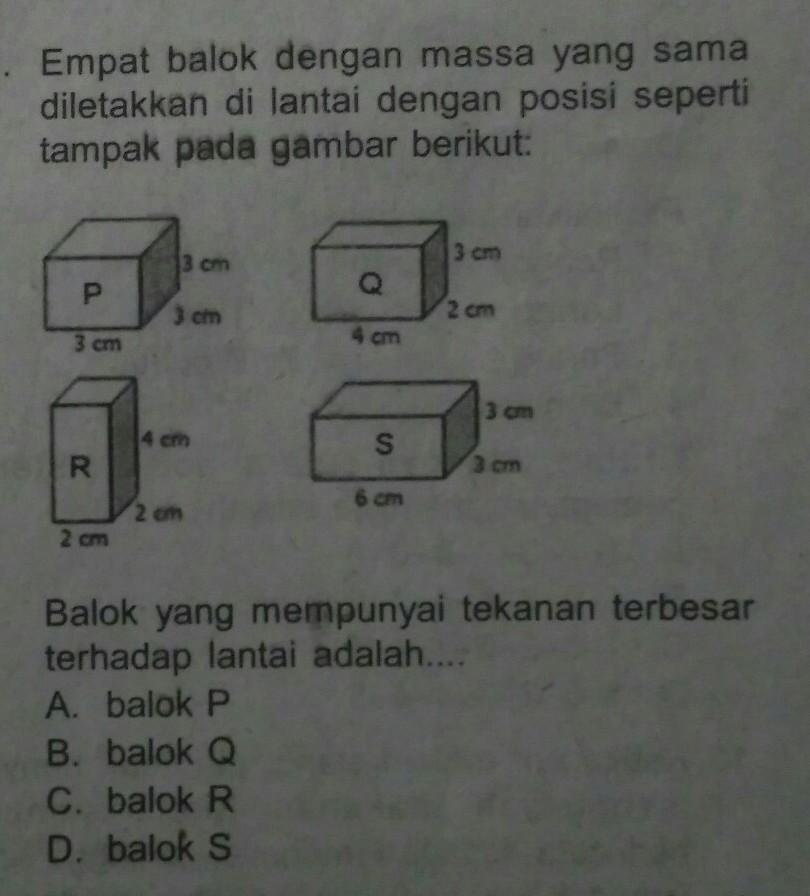 . Empat balok dengan massa yang sama
diletakkan di lantai dengan posisi seperti
tampak pada gambar berikut:
P
3 cm
3 cm
3 cm
Q
3 cm
2 cm
4 cm
R
4 cm
2 cm
2 cm
S
3 cm
3 cm
6 cm
Balok yang mempunyai tekanan terbesar
terhadap lantai adalah....
A. balok P
B. balok Q
C. balok R
D. balok S